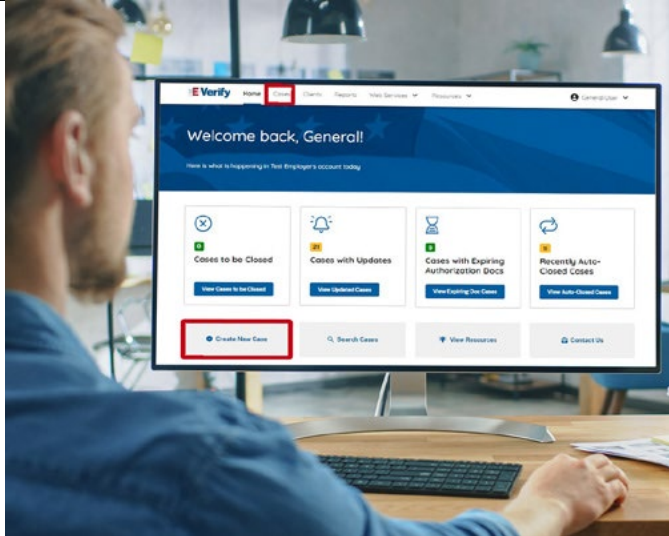 E Verify Home Cases Clients Reports Web Services Resources General User
Welcome back, General!
Here is what is happening in Test Employer's account today
0
Cases to be Closed
View Cases to be Closed
21
Cases with Updates
View Updated Cases
Cases with Expiring
Authorization Docs
View Expiring Doc Cases
Recently Auto-
Closed Cases
View Auto-Closed Cases
Create New Case
Search Cases
View Resources
Contact Us